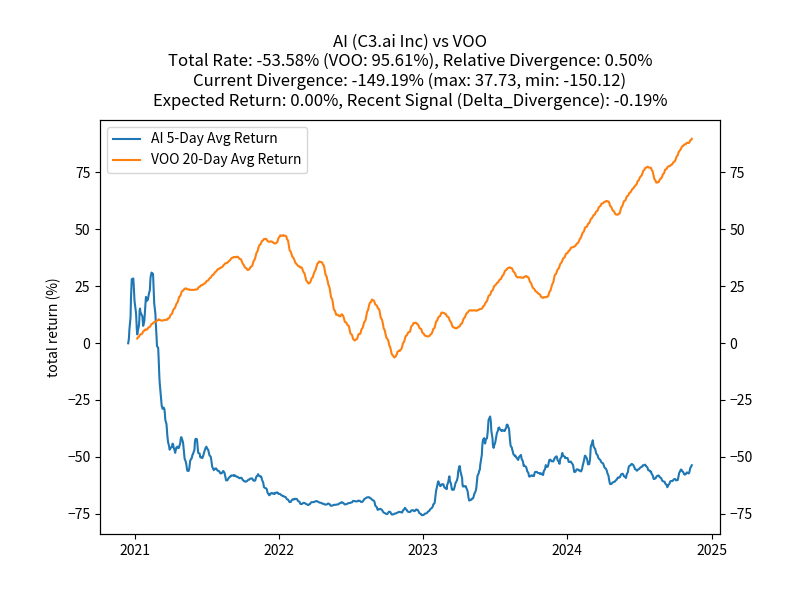 AI (C3.ai Inc) vs VOO
Total Rate: -53.58% (VOO: 95.61%), Relative Divergence: 0.50%
Current Divergence: -149.19% (max: 37.73, min: -150.12)
Expected Return: 0.00%, Recent Signal (Delta_Divergence): -0.19%
AI 5-Day Avg Return
VOO 20-Day Avg Return
total return (%)
75 75
50 50
25 25
0 0
−25 −25
−50 −50
−75 −75
2021 2022 2023 2024 2025